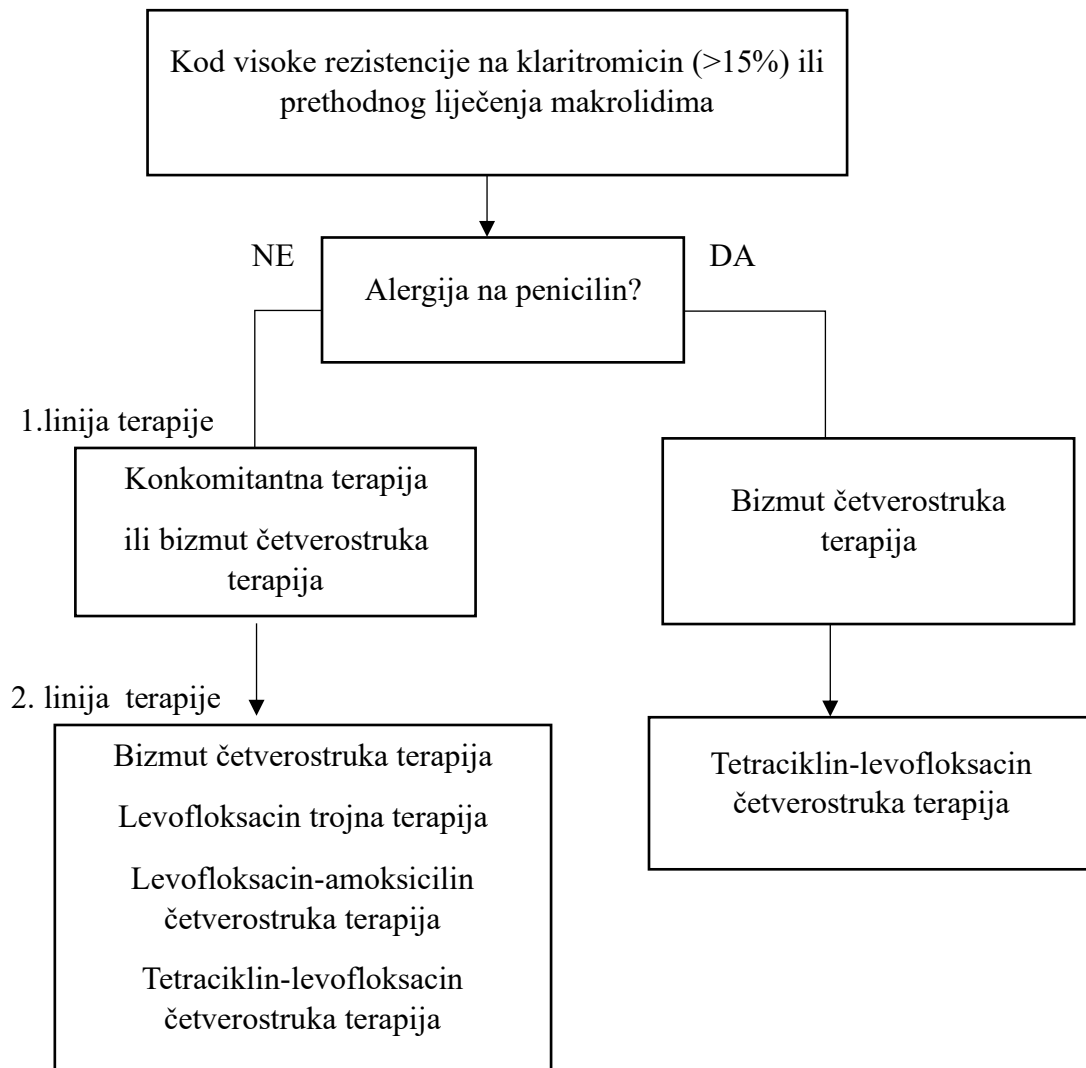 Kod visoke rezistencije na klaritromicin (>15%) ili
prethodnog liječenja makrolidima
NE
DA
Alergija na penicilin?
1.linija terapije
Konkomitantna terapija
ili bizmut četverostruka
terapija
Bizmut četverostruka
terapija
2. linija  terapije
Bizmut četverostruka terapija
Levofloksacin trojna terapija
Levofloksacin-amoksicilin
četverostruka terapija
Tetraciklin-levofloksacin
četverostruka terapija
Tetraciklin-levofloksacin
četverostruka terapija